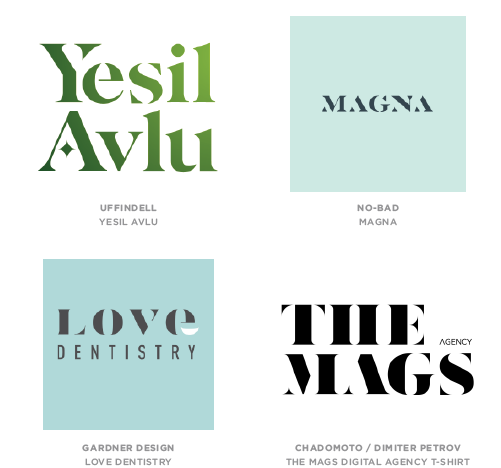 Yesil
Avlu
UFFINDELL
YESIL AVLU
MAGNA
NO-BAD
MAGNA
LOVe
DENTISTRY
GARDNER DESIGN
LOVE DENTISTRY
THE
AGENCY
MAGS
CHADOMOTO / DIMITER PETROV
THE MAGS DIGITAL AGENCY T-SHIRT